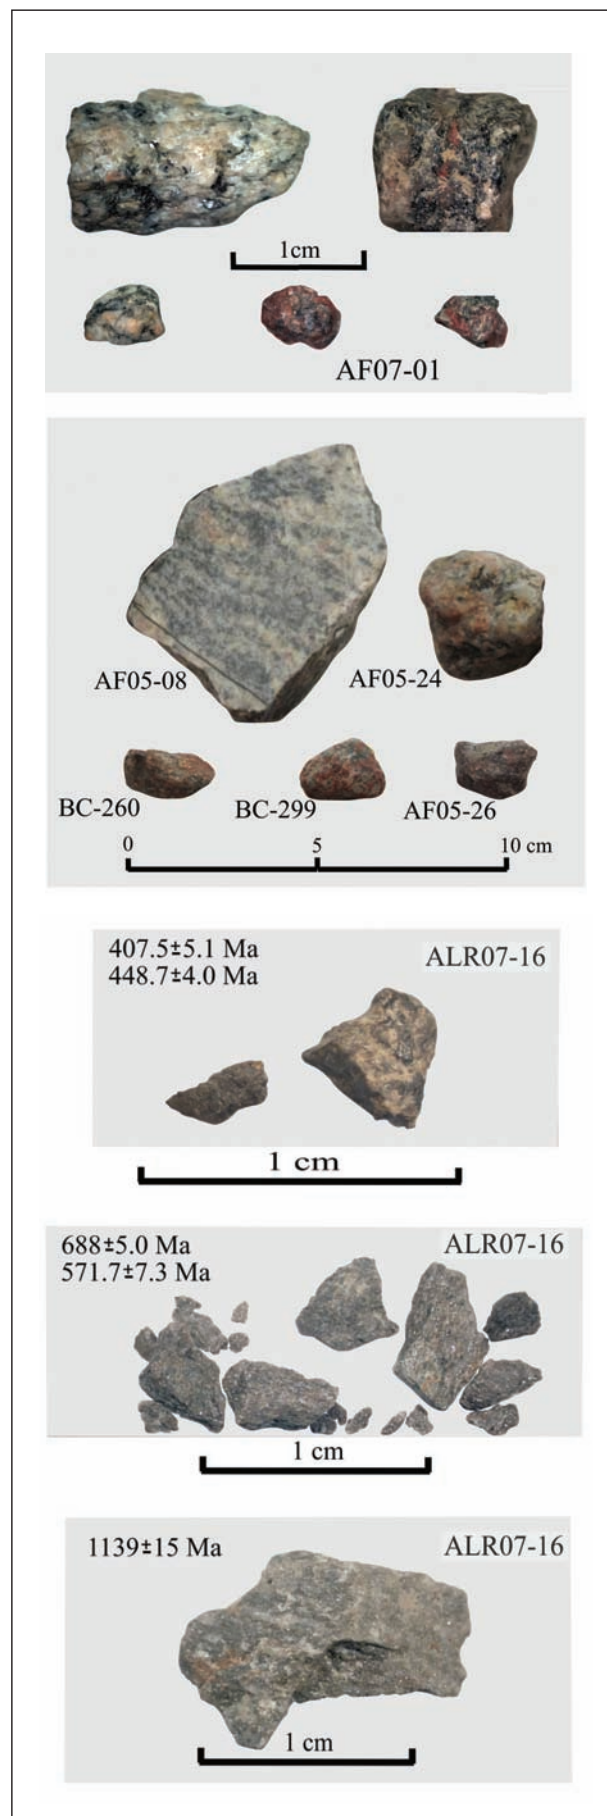 1cm
AF07-01
AF05-08
AF05-24
BC-260
BC-299
AF05-26
0 5 10 cm
407.5±5.1 Ma
ALR07-16
448.7±4.0 Ma
1 cm
688±5.0 Ma
ALR07-16
571.7±7.3 Ma
1 cm
1139±15 Ma
ALR07-16
1 cm